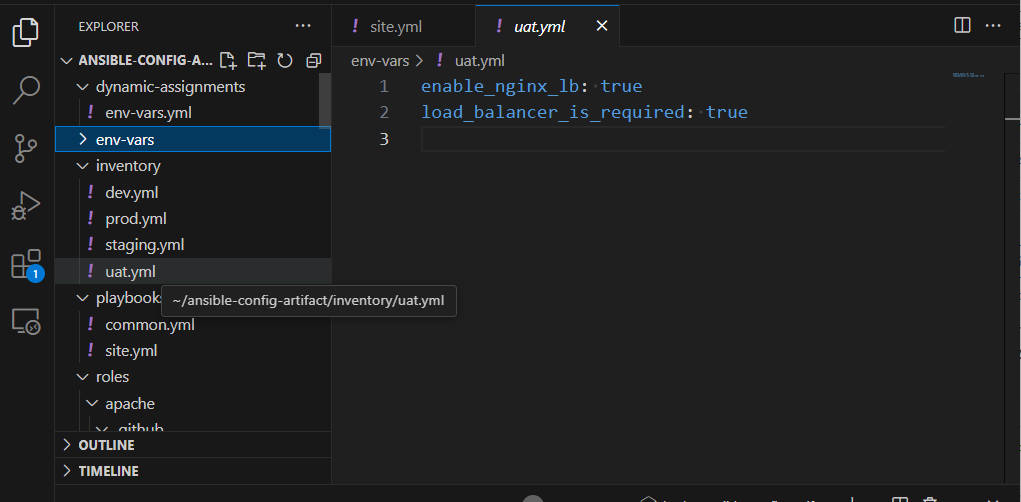 EXPLORER
site.yml
uat.yml
ANSIBLE-CONFIG-A...
dynamic-assignments
env-vars.yml
env-vars
inventory
dev.yml
prod.yml
staging.yml
uat.yml
playbook
~/ansible-config-artifact/inventory/uat.yml
common.yml
site.yml
roles
apache
.github
OUTLINE
TIMELINE
1
env-vars > uat.yml
1 enable_nginx_lb: true
2 load_balancer_is_required: true
3